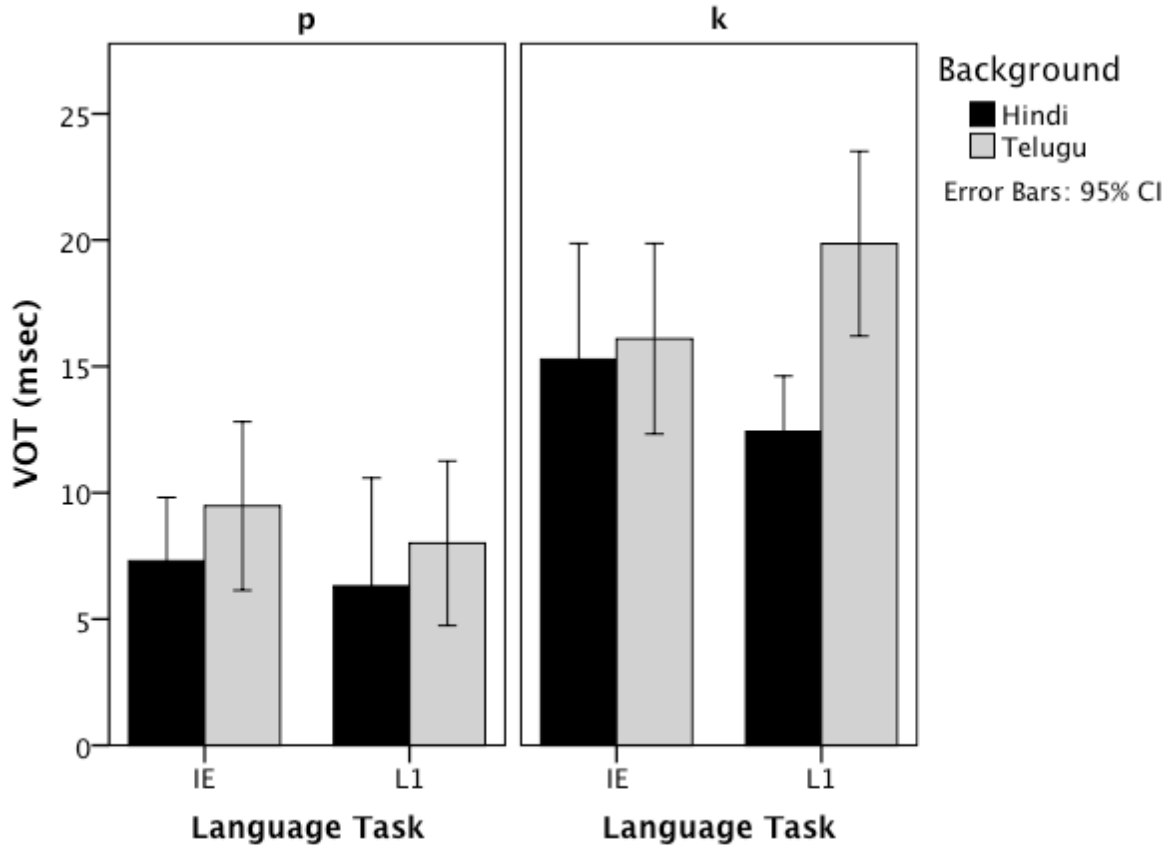 p
k
VOT (msec)
25
20
15
10
5
0
IE
L1
IE
L1
Language Task
Language Task
Background
Hindi
Telugu
Error Bars: 95% CI